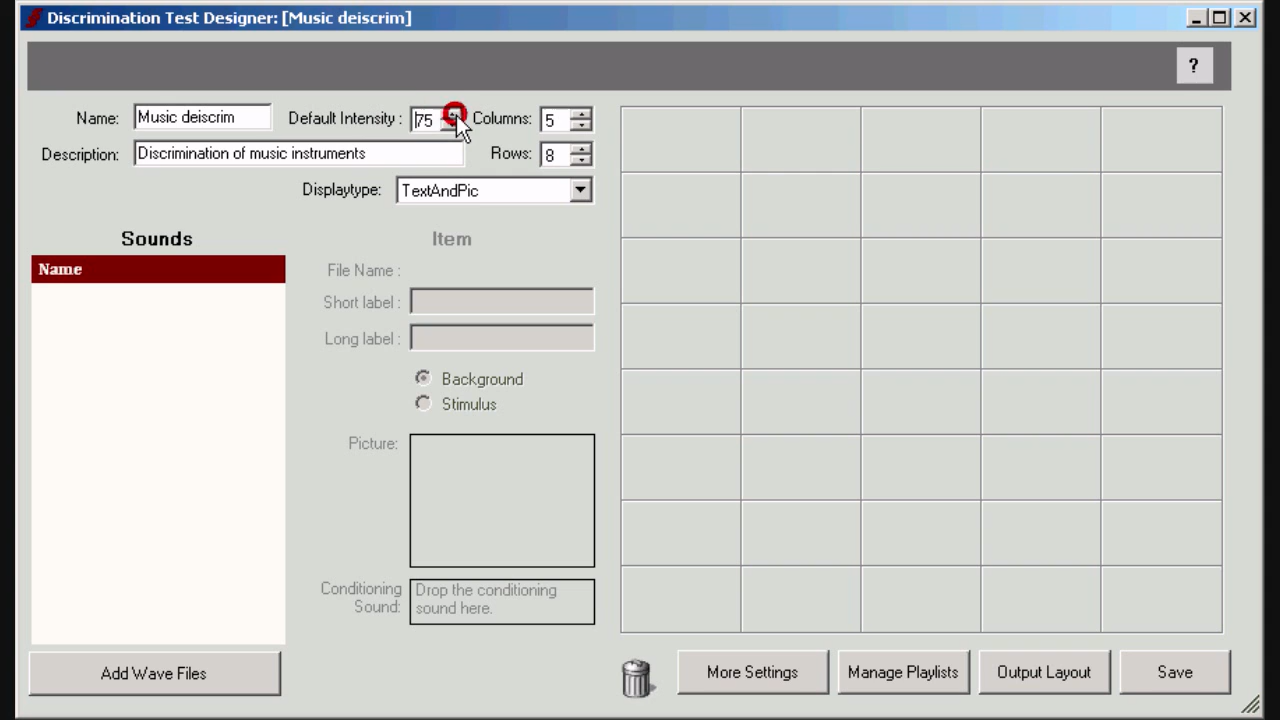 Discrimination Test Designer: [Music deiscrim]
?
Name: Music deiscrim Default Intensity : 75 Columns: 5
Description: Discrimination of music instruments Rows: 8
Displaytype: TextAndPic
Sounds Item
Name
File Name :
Short label :
Long label :
Background
Stimulus
Picture:
Conditioning Sound:
Drop the conditioning
sound here.
Add Wave Files More Settings Manage Playlists Output Layout Save